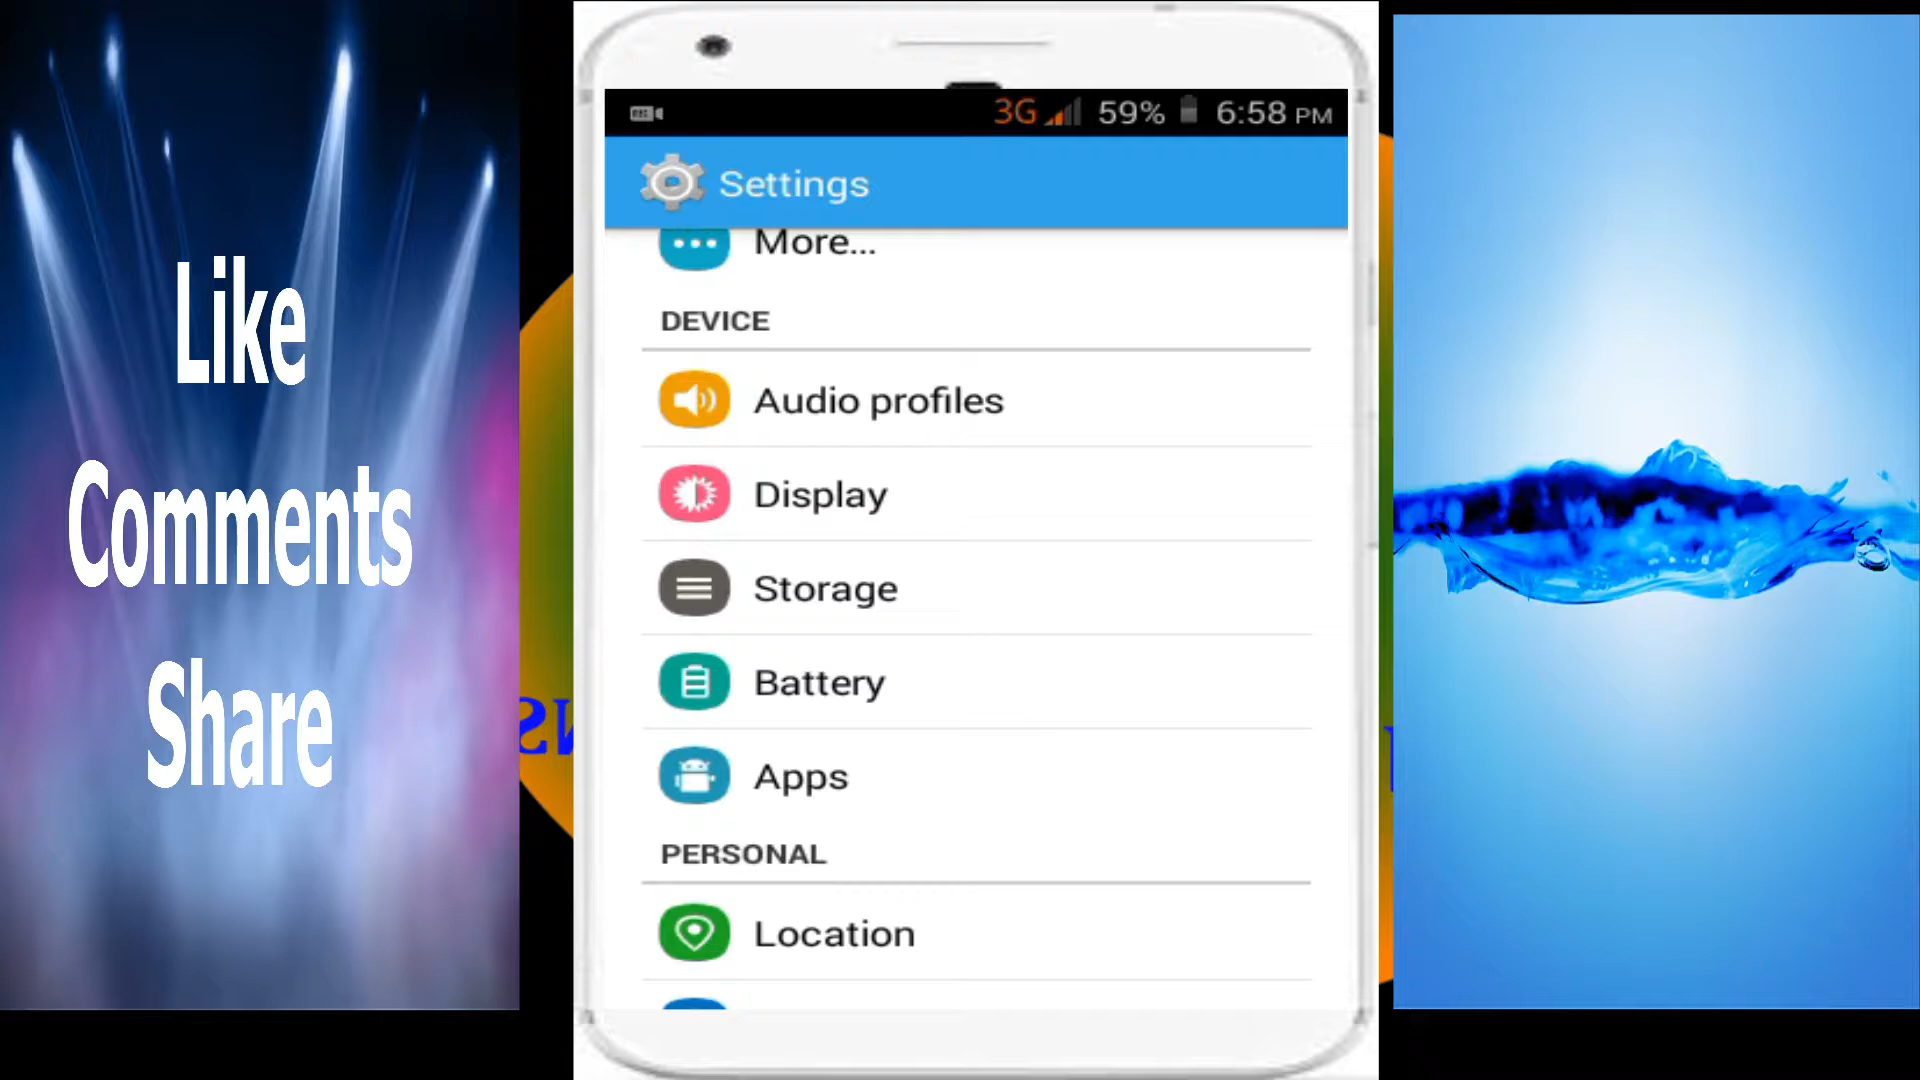 Like
Comments
Share
3G 59% 6:58 PM
Settings
More...
DEVICE
Audio profiles
Display
Storage
Battery
Apps
PERSONAL
Location